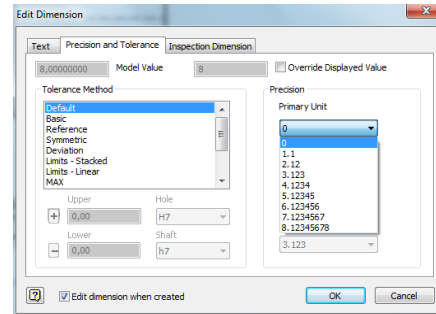 Edit Dimension
Text Precision and Tolerance Inspection Dimension
8,00000000 Model Value 8 Override Displayed Value
Tolerance Method
Default
Basic
Reference
Symmetric
Deviation
Limits - Stacked
Limits - Linear
MAX
Upper Hole
+ 0,00 H7
Lower Shaft
- 0,00 h7
Precision
Primary Unit
0
0
1.1
2.12
3.123
4.1234
5.12345
6.123456
7.1234567
8.12345678
3.123
? Edit dimension when created OK Cancel